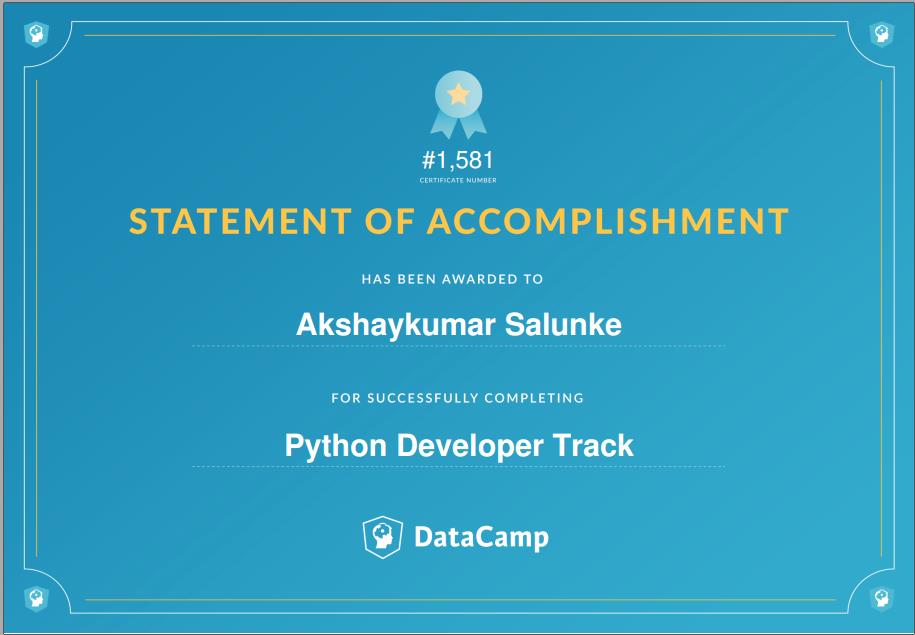 #1,581
CERTIFICATE NUMBER
STATEMENT OF ACCOMPLISHMENT
HAS BEEN AWARDED TO
Akshaykumar Salunke
FOR SUCCESSFULLY COMPLETING
Python Developer Track
DataCamp